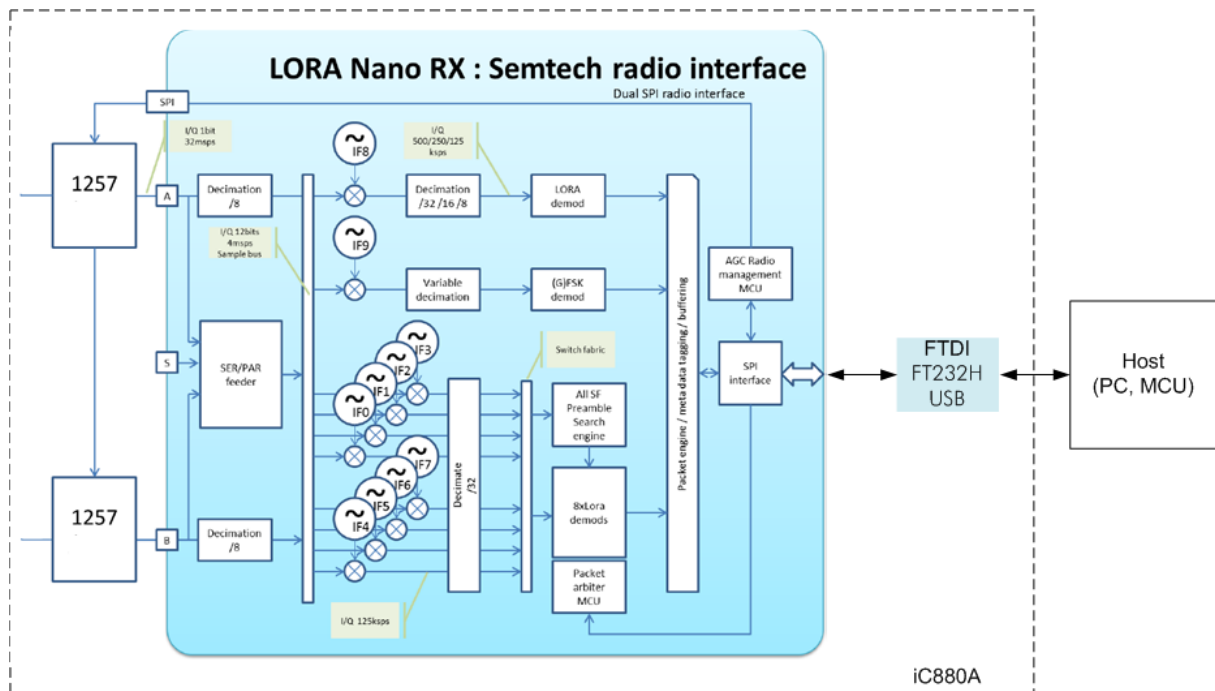 LORA Nano RX : Semtech radio interface
Dual SPI radio interface
SPI
I/Q 1bit
32msps
1257
A
Decimation
/8
~
IF8
I/Q
500/250/125
ksps
Decimation
/32 /16 /8
LORA
demod
I/Q 12bits
4msps
Sample bus
~
IF9
Variable
decimation
(G)FSK
demod
AGC Radio
management
MCU
S
SER/PAR
feeder
~
IF3
~
IF2
~
IF1
~
IF0
Switch fabric
All SF
Preamble
Search
engine
Packet engine / meta data tagging / buffering
SPI
interface
FTDI
FT232H
USB
Host
(PC, MCU)
~
IF7
~
IF6
~
IF5
~
IF4
Decimate
/32
8xLora
demods
1257
B
Decimation
/8
Packet
arbiter
MCU
I/Q 125ksps
iC880A